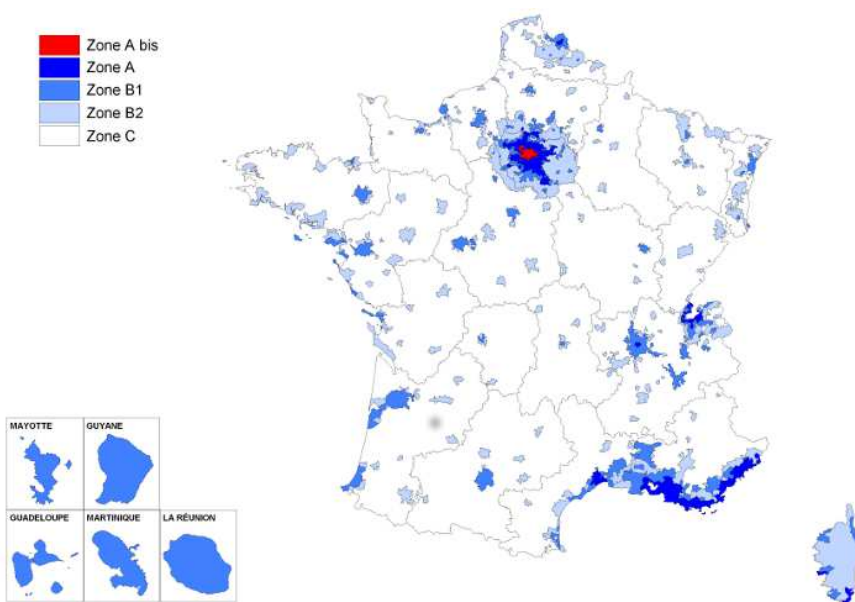 Zone A bis
Zone A
Zone B1
Zone B2
Zone C
MAYOTTE
GUYANE
GUADELOUPE
MARTINIQUE
LA RÉUNION